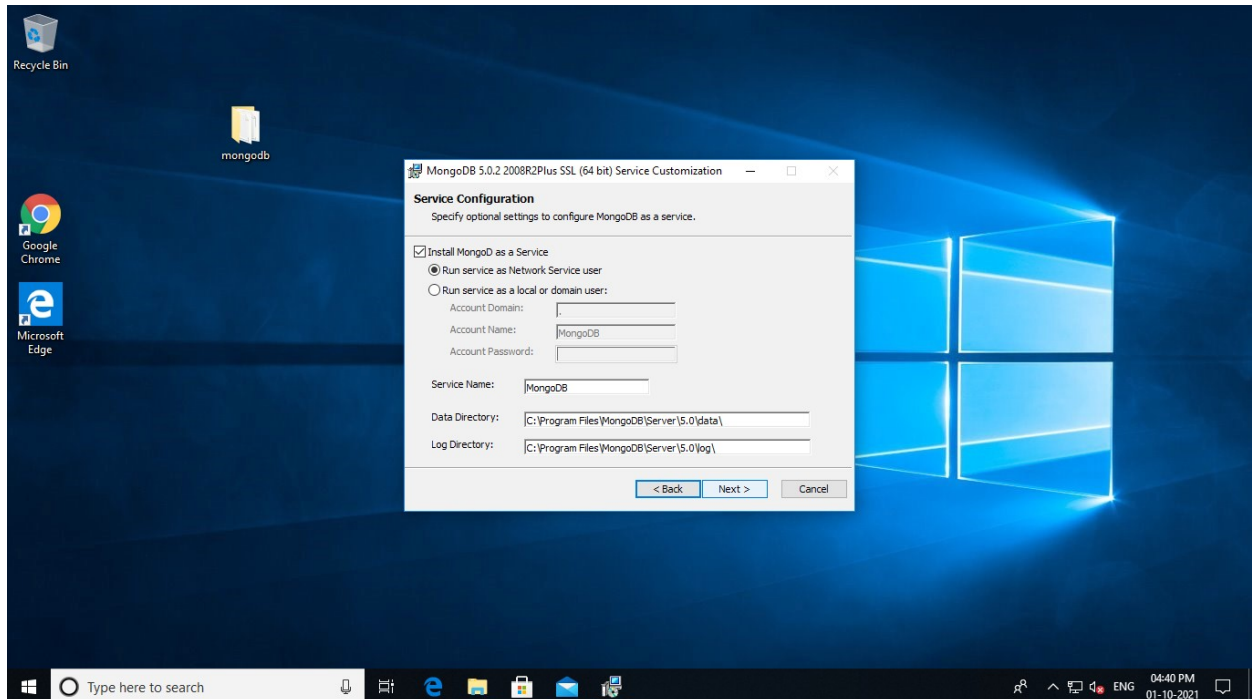 Recycle Bin
mongodb
Google
Chrome
Microsoft
Edge
MongoDB 5.0.2 2008R2Plus SSL (64 bit) Service Customization
Service Configuration
Specify optional settings to configure MongoDB as a service.
Install MongoD as a Service
Run service as Network Service user
Run service as a local or domain user:
Account Domain: .
Account Name: MongoDB
Account Password:
Service Name: MongoDB
Data Directory: C:\Program Files\MongoDB\Server\5.0\data\
Log Directory: C:\Program Files\MongoDB\Server\5.0\log\
< Back Next > Cancel
Type here to search
ENG
04:40 PM
01-10-2021